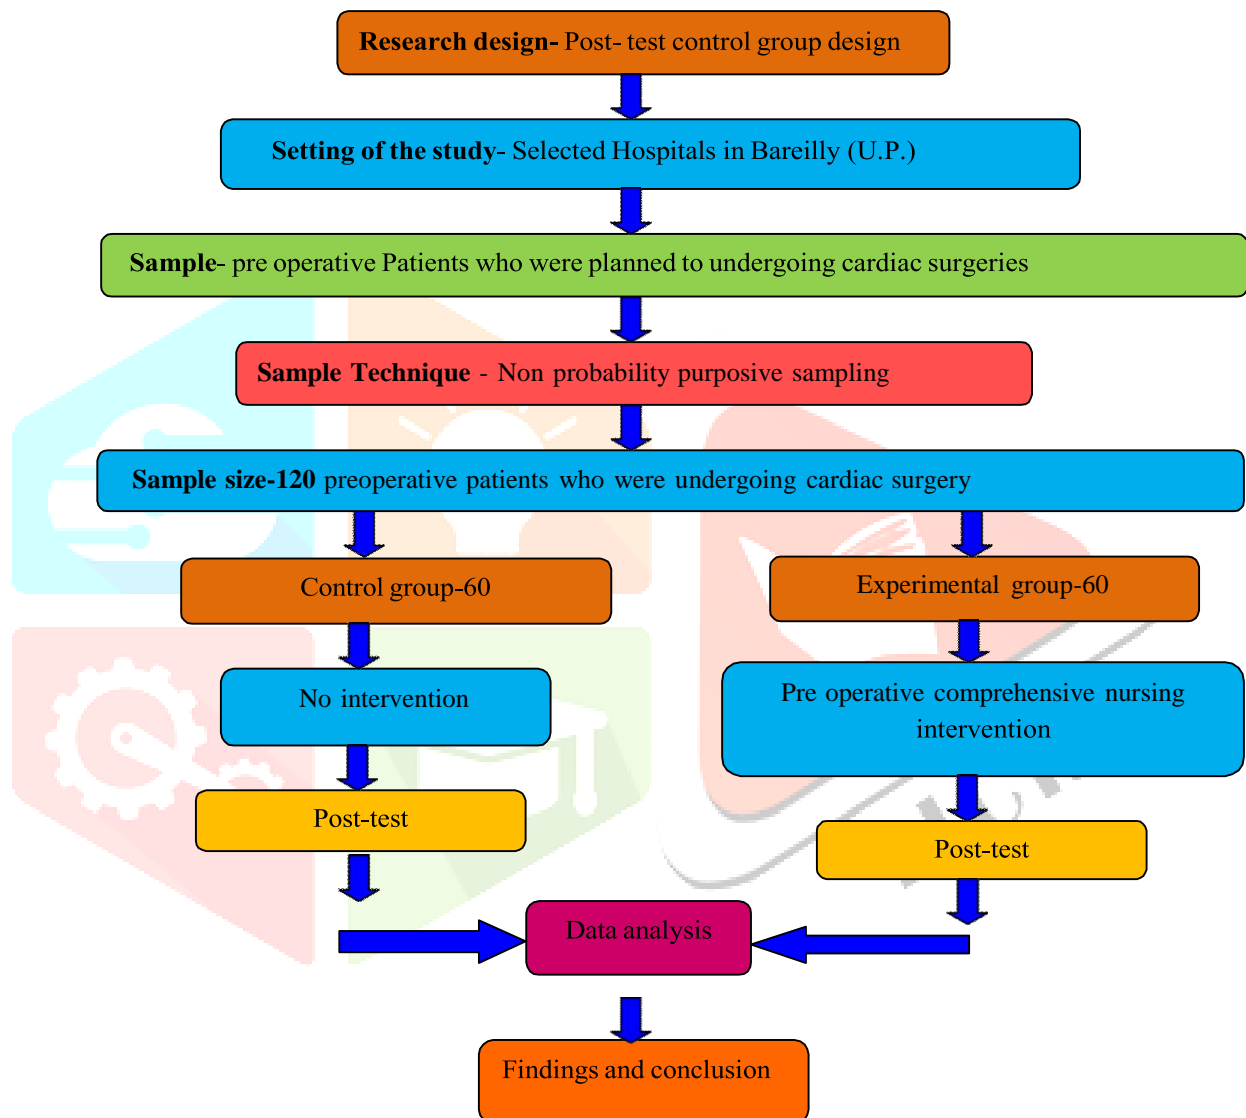 Research design- Post- test control group design
Setting of the study- Selected Hospitals in Bareilly (U.P.)
Sample- pre operative Patients who were planned to undergoing cardiac surgeries
Sample Technique - Non probability purposive sampling
Sample size-120 preoperative patients who were undergoing cardiac surgery
Control group-60
Experimental group-60
No intervention
Pre operative comprehensive nursing
intervention
Post-test
Post-test
Data analysis
Findings and conclusion